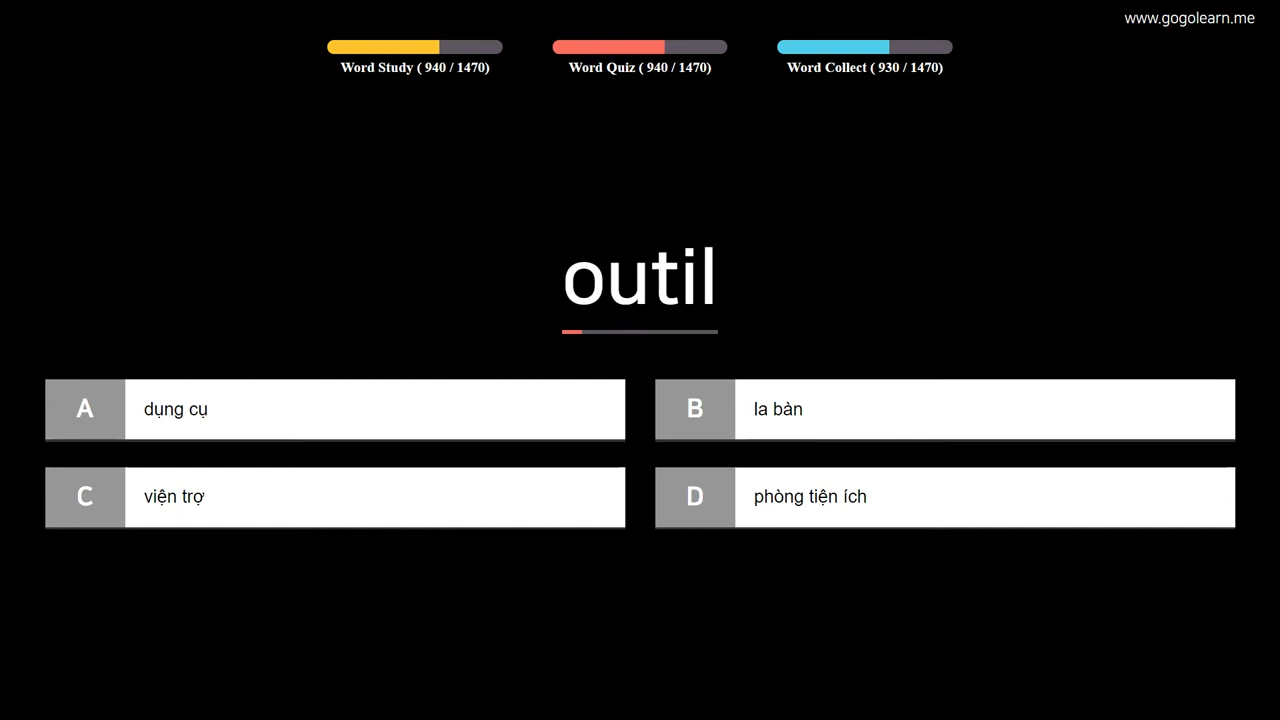 www.gogolearn.me
Word Study ( 940 / 1470) Word Quiz ( 940 / 1470) Word Collect ( 930 / 1470)
outil
A dụng cụ
B la bàn
C viện trợ
D phòng tiện ích